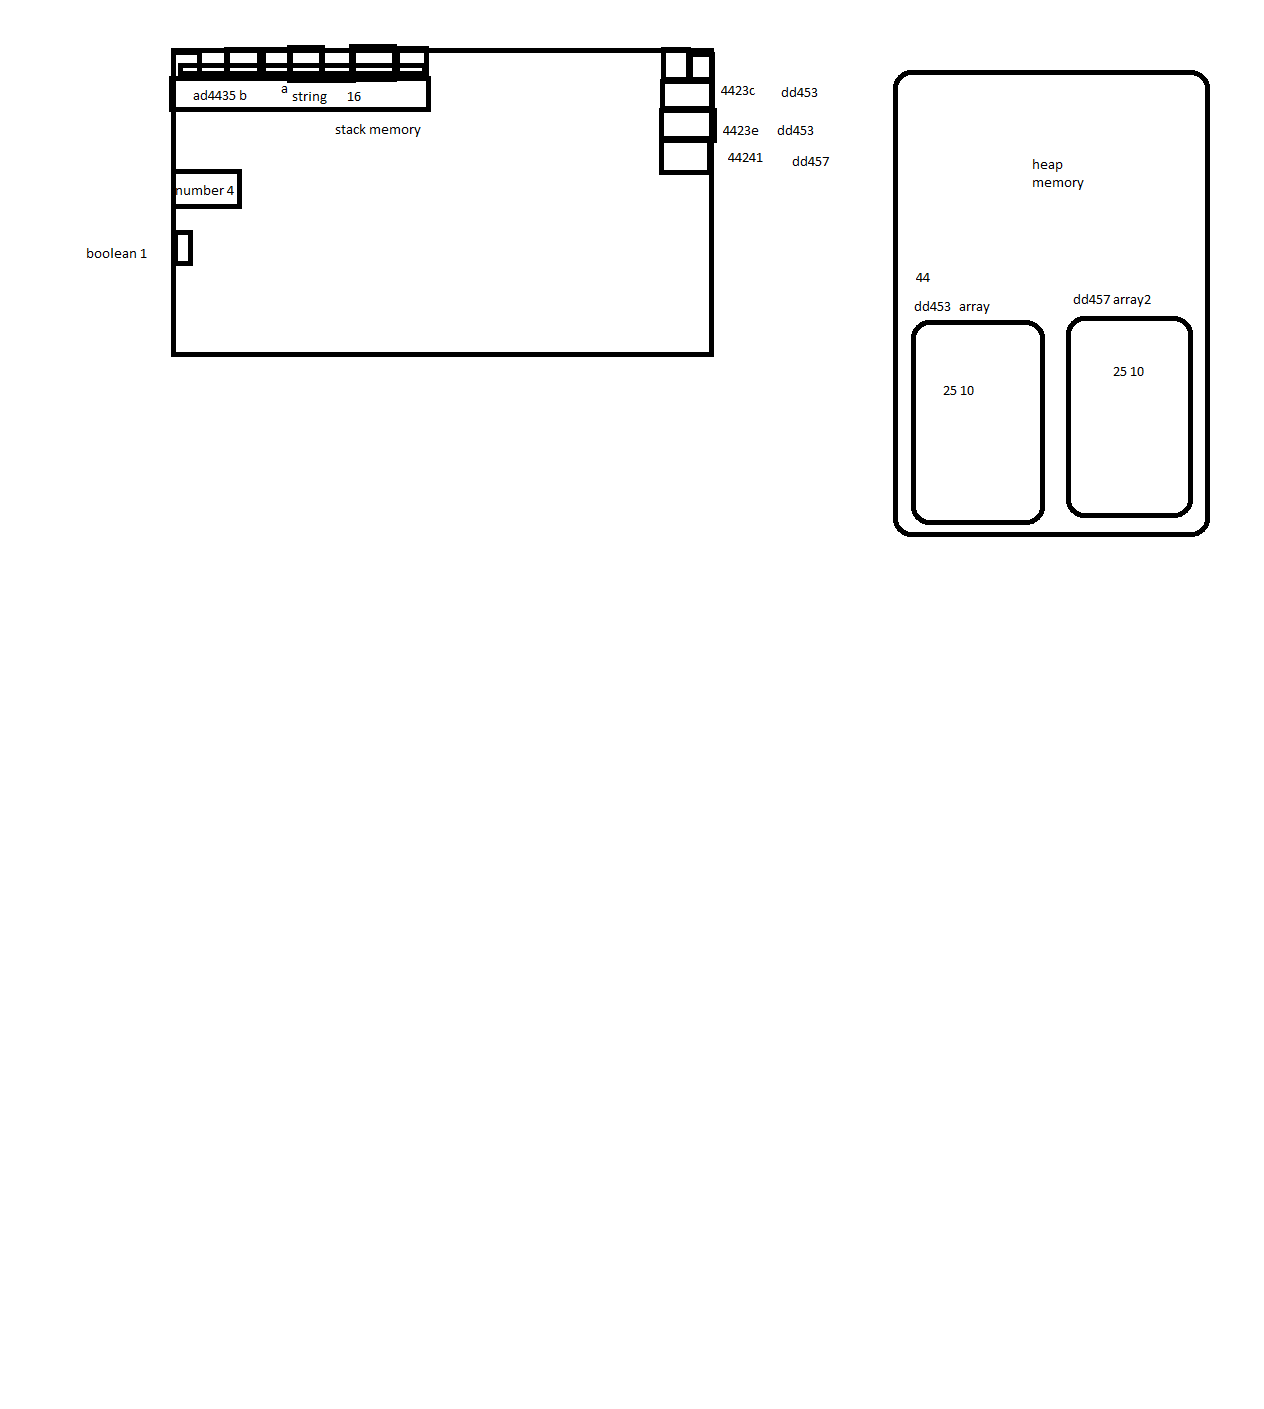 ad4435 b a string 16
stack memory
number 4
boolean 1
4423c dd453
4423e dd453
44241 dd457
heap
memory
44
dd453 array
25 10
dd457 array2
25 10